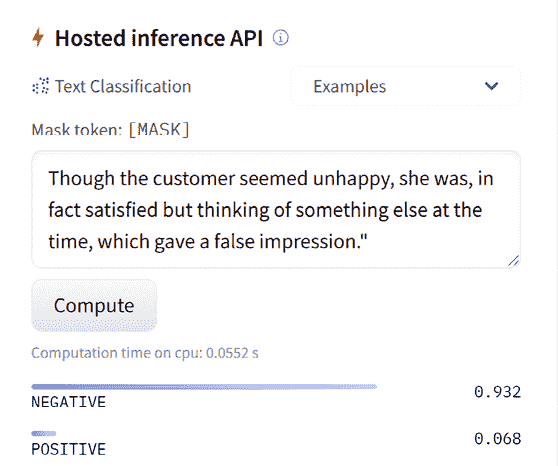 Hosted inference API
Text Classification
Examples
Mask token: [MASK]
Though the customer seemed unhappy, she was, in
fact satisfied but thinking of something else at the
time, which gave a false impression."
Compute
Computation time on cpu: 0.0552 s
NEGATIVE 0.932
POSITIVE 0.068